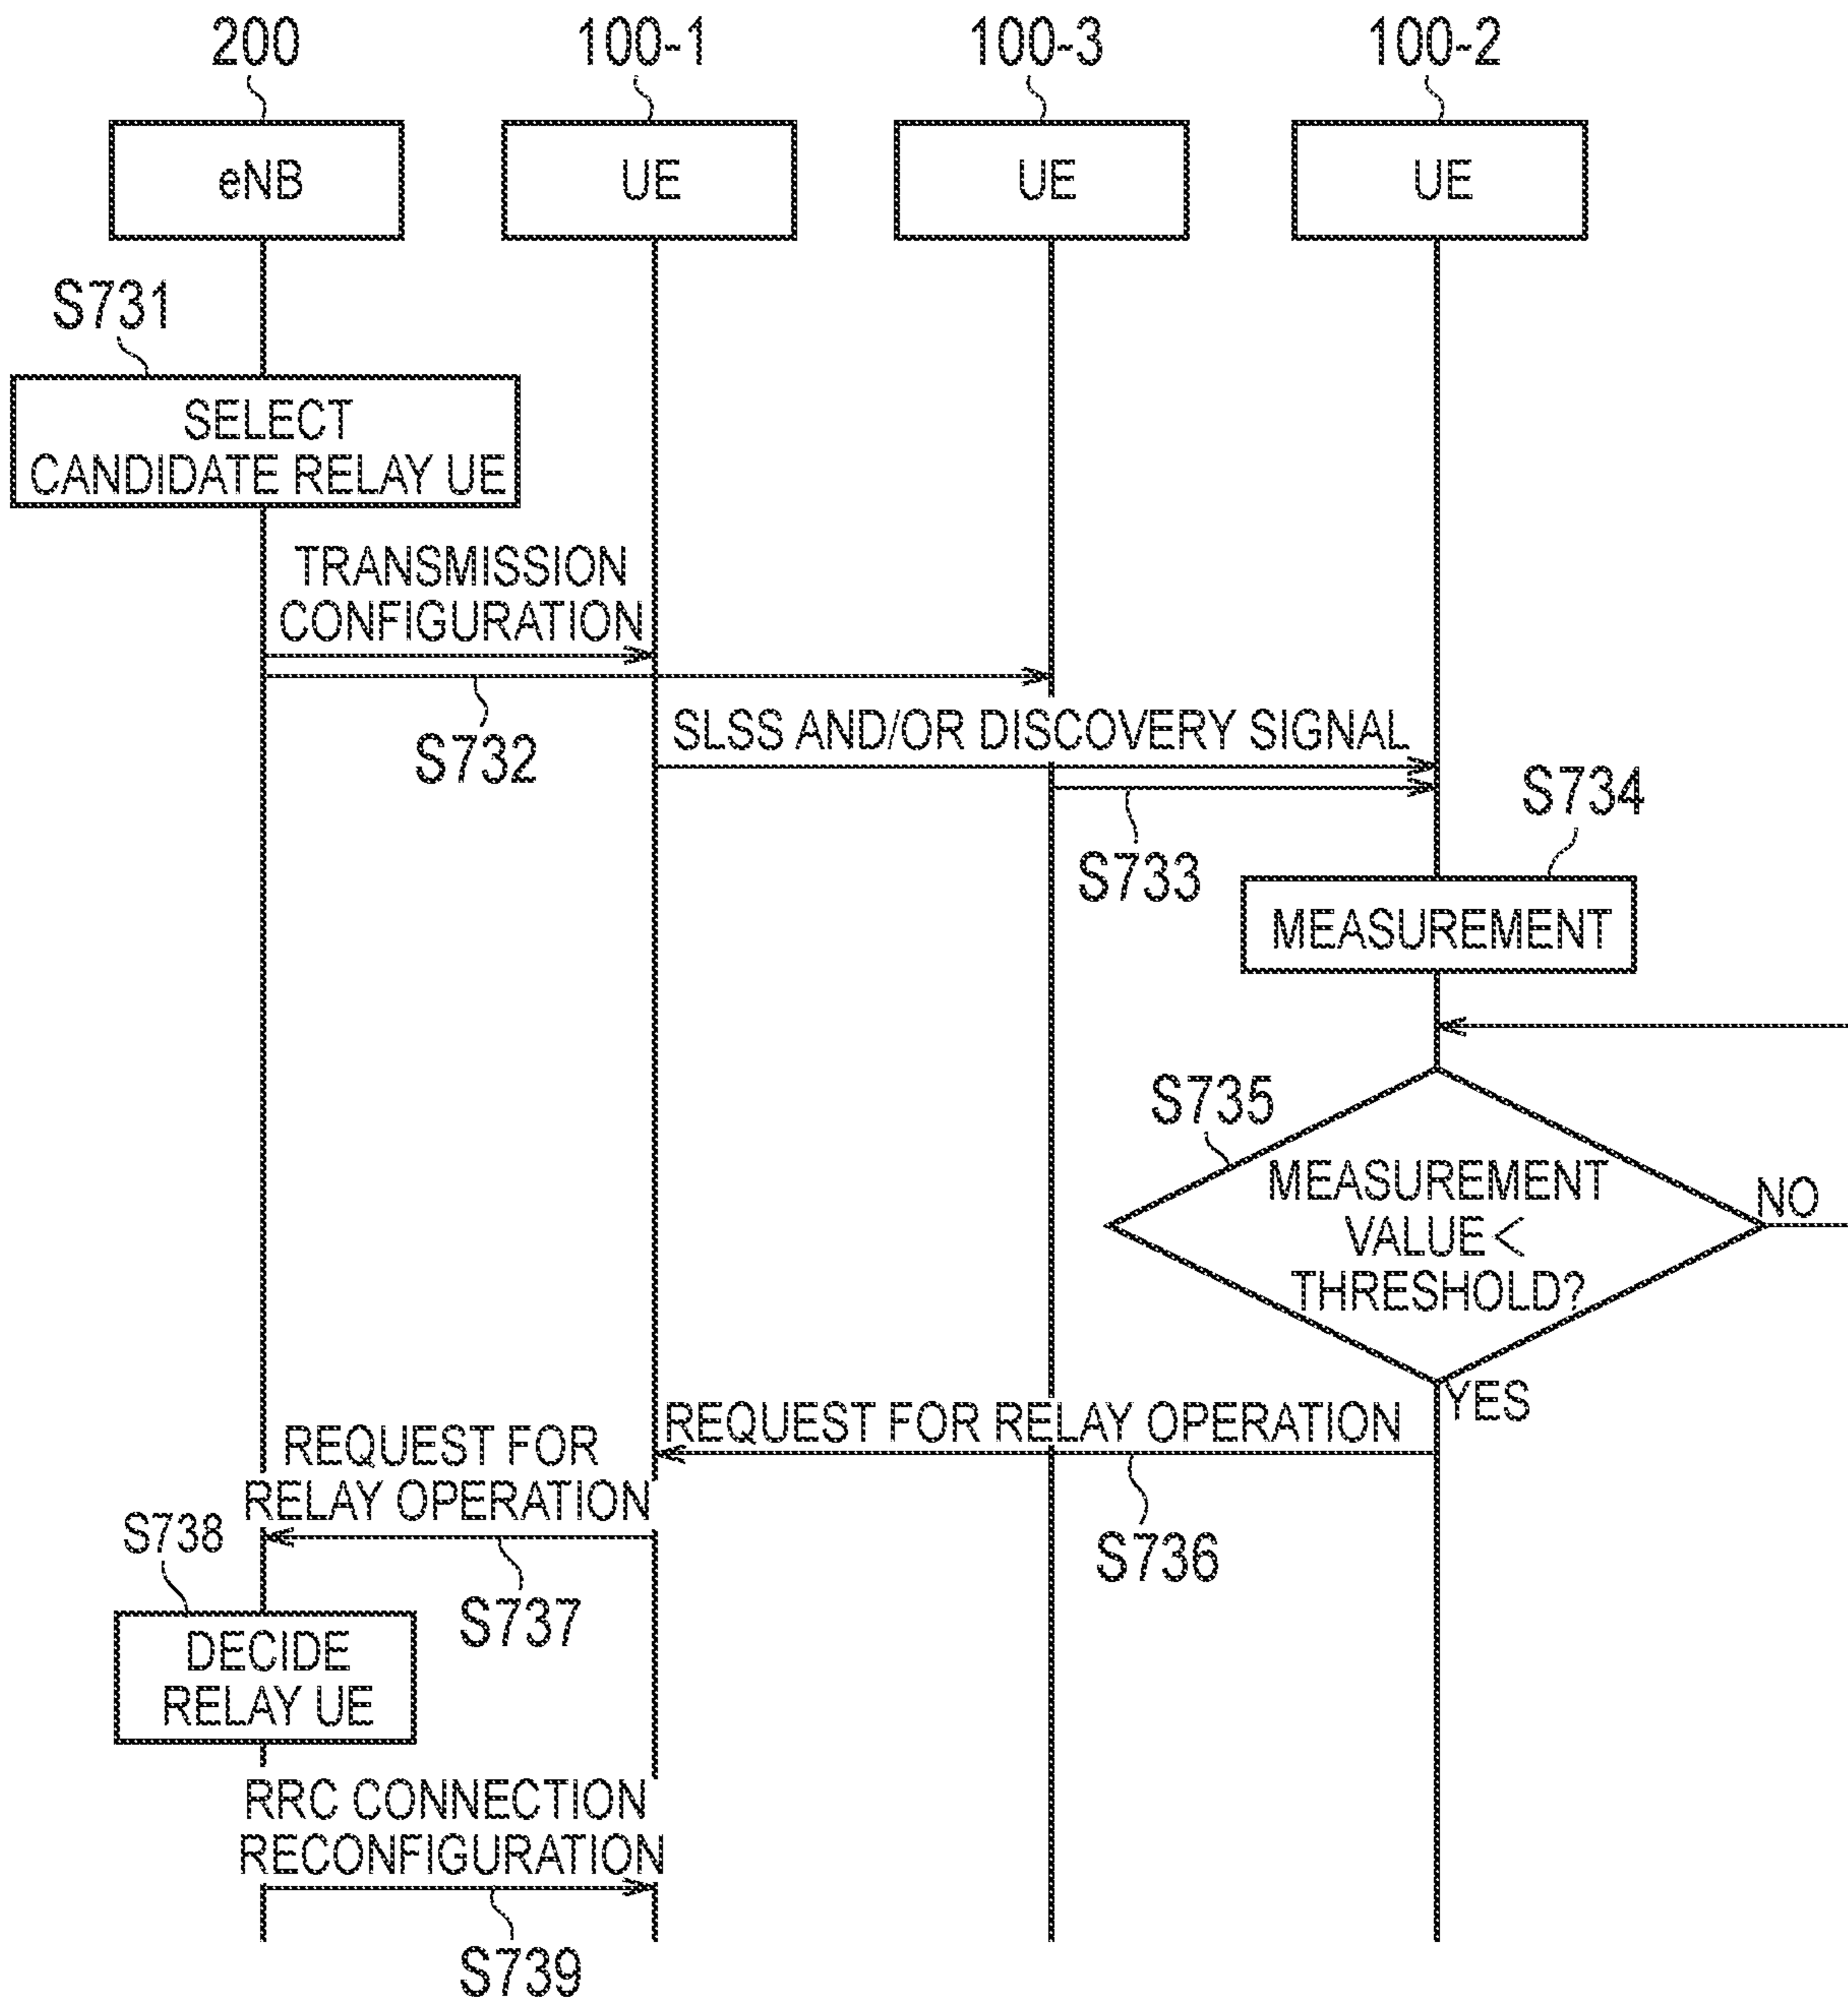 200
100-1
100-3
100-2
eNB
UE
UE
UE
S731
SELECT
CANDIDATE RELAY UE
TRANSMISSION
CONFIGURATION
S732
SLSS AND/OR DISCOVERY SIGNAL
S733
S734
MEASUREMENT
S735
MEASUREMENT
VALUE <
THRESHOLD?
NO
YES
REQUEST FOR RELAY OPERATION
S736
REQUEST FOR
RELAY OPERATION
S737
S738
DECIDE
RELAY UE
RRC CONNECTION
RECONFIGURATION
S739